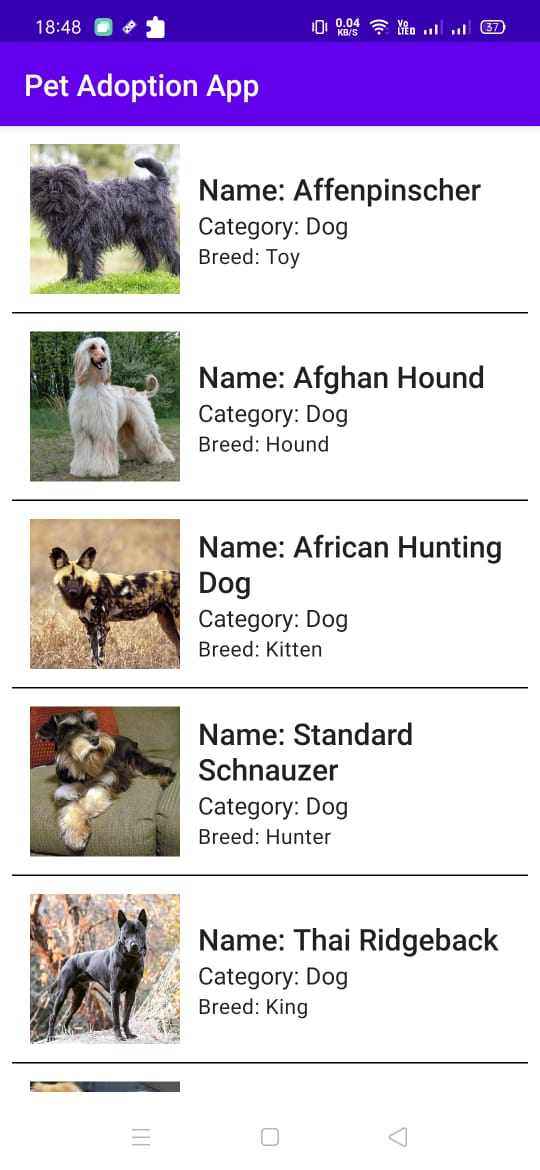 18:48
0.04
KB/S
Vo
LTED
37
Pet Adoption App
Name: Affenpinscher
Category: Dog
Breed: Toy
Name: Afghan Hound
Category: Dog
Breed: Hound
Name: African Hunting
Dog
Category: Dog
Breed: Kitten
Name: Standard
Schnauzer
Category: Dog
Breed: Hunter
Name: Thai Ridgeback
Category: Dog
Breed: King